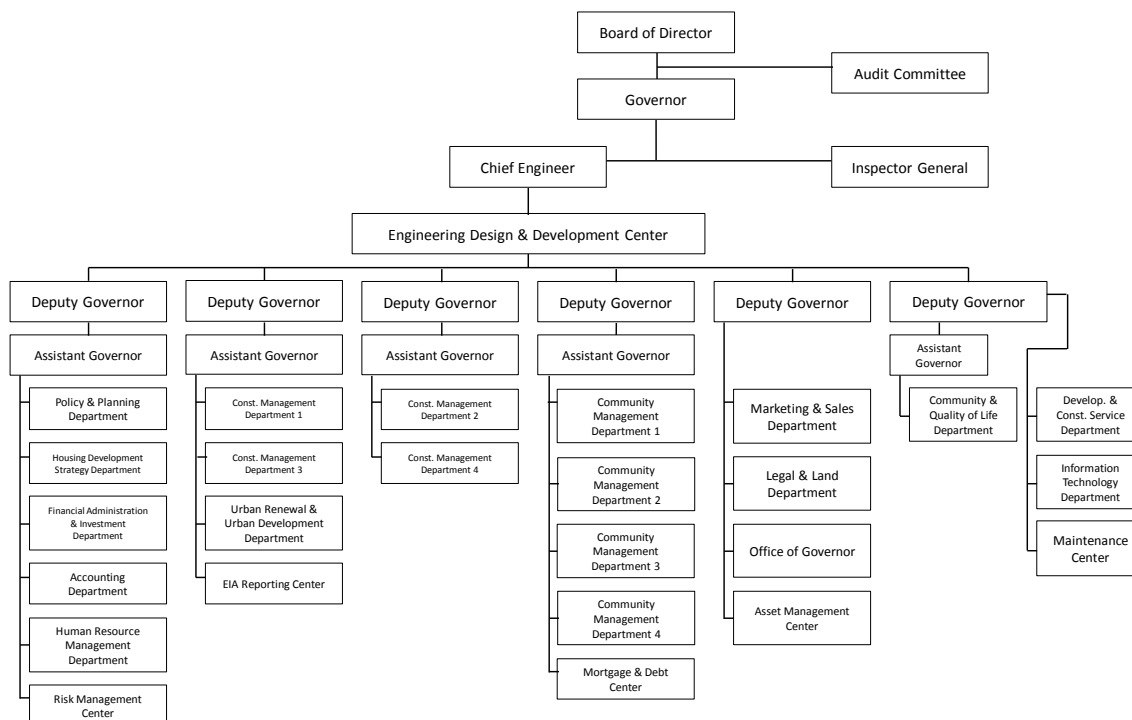 Board of Director
Audit Committee
Governor
Chief Engineer
Inspector General
Engineering Design & Development Center
Deputy Governor
Deputy Governor
Deputy Governor
Deputy Governor
Deputy Governor
Deputy Governor
Assistant Governor
Assistant Governor
Assistant Governor
Assistant Governor
Assistant
Governor
Policy & Planning
Department
Housing Development
Strategy Department
Financial Administration
& Investment
Department
Accounting
Department
Human Resource
Management
Department
Risk Management
Center
Const. Management
Department 1
Const. Management
Department 3
Urban Renewal &
Urban Development
Department
EIA Reporting Center
Const. Management
Department 2
Const. Management
Department 4
Community
Management
Department 1
Community
Management
Department 2
Community
Management
Department 3
Community
Management
Department 4
Mortgage & Debt
Center
Marketing & Sales
Department
Legal & Land
Department
Office of Governor
Asset Management
Center
Community &
Quality of Life
Department
Develop. &
Const. Service
Department
Information
Technology
Department
Maintenance
Center